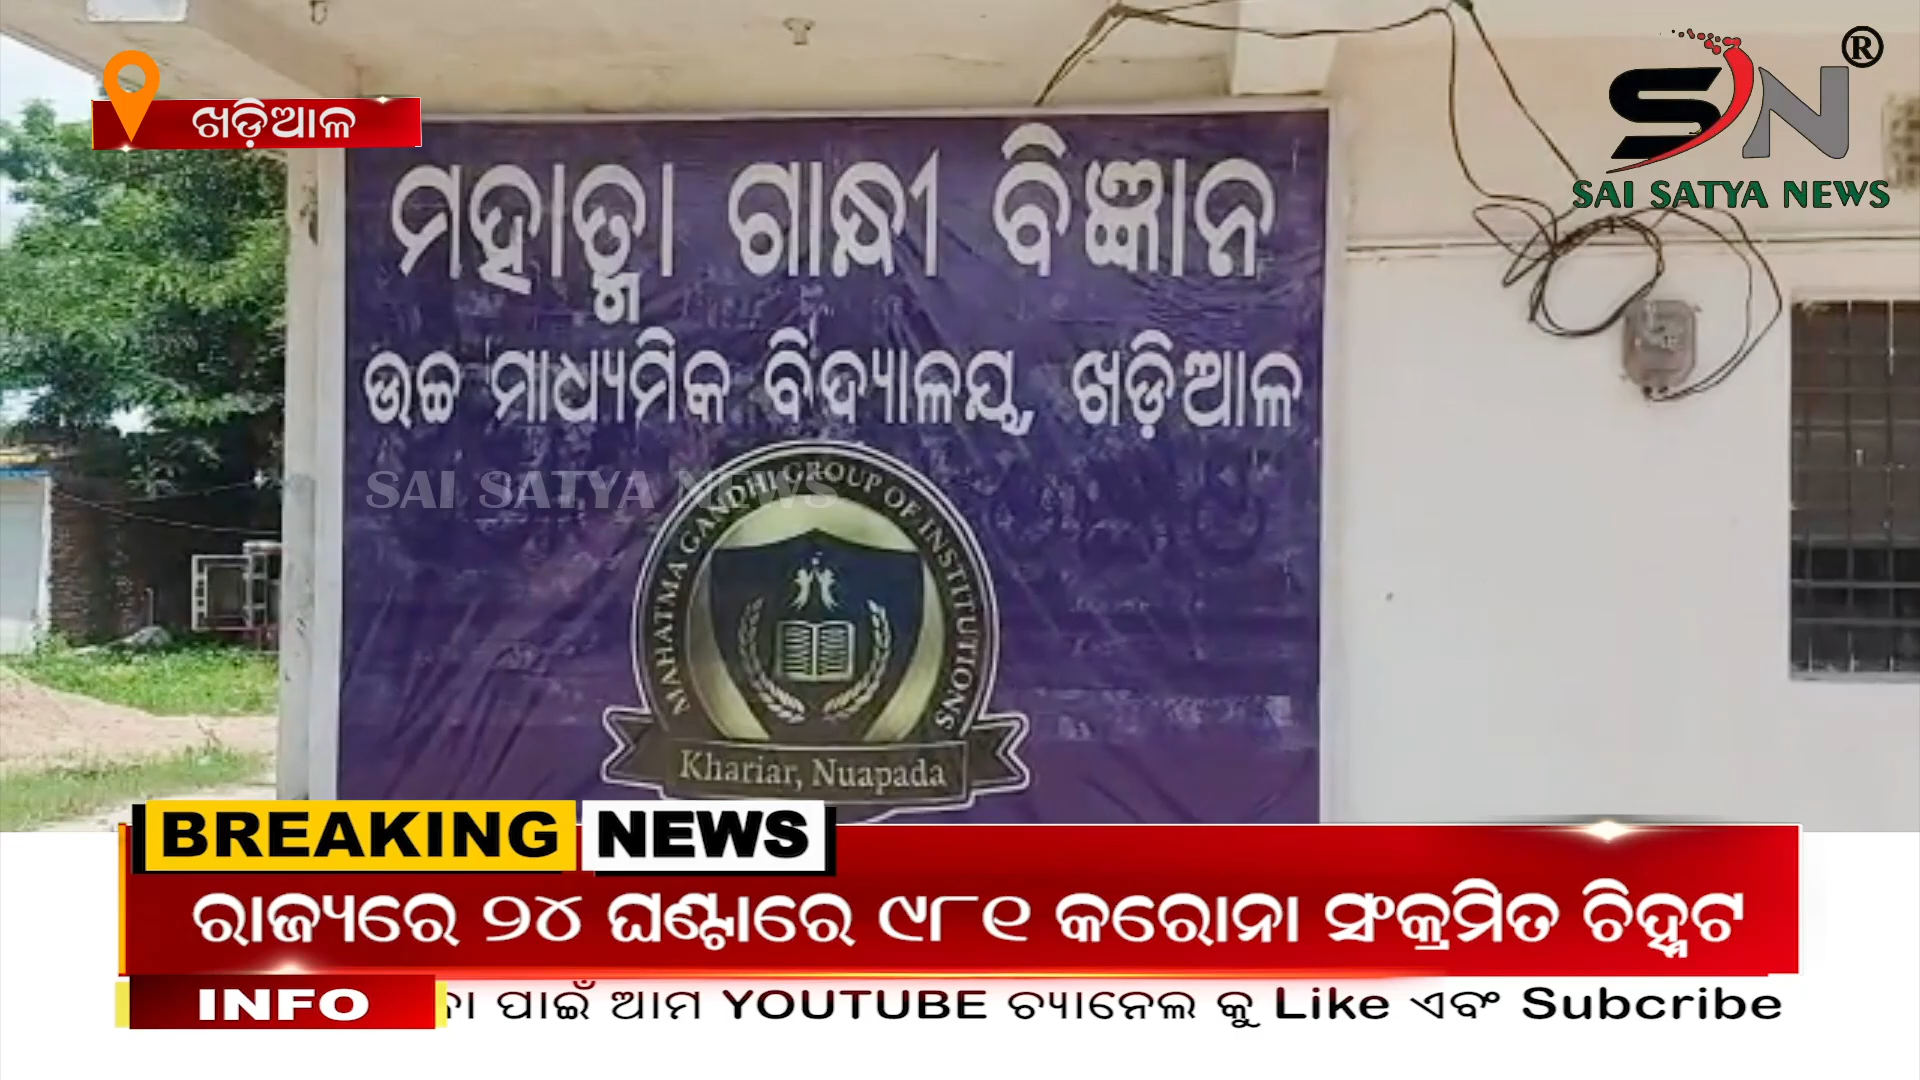 ଖଡ଼ିଆଳ
®
SN
SAI SATYA NEWS
ମହାତ୍ମା ଗାନ୍ଧୀ ବିଜ୍ଞାନ
ଉଚ୍ଚ ମାଧ୍ୟମିକ ବିଦ୍ୟାଳୟ, ଖଡ଼ିଆଳ
SAI SATYA NEWS
MAHATMA GANDHI GROUP OF INSTITUTIONS
Khariar, Nuapada
BREAKING NEWS
ରାଜ୍ୟରେ ୨୪ ଘଣ୍ଟାରେ ୯୮୧ କରୋନା ସଂକ୍ରମିତ ଚିହ୍ନଟ
INFO
ପାଇଁ ଆମ YOUTUBE ଚ୍ୟାନେଲ କୁ Like ଏବଂ Subcribe